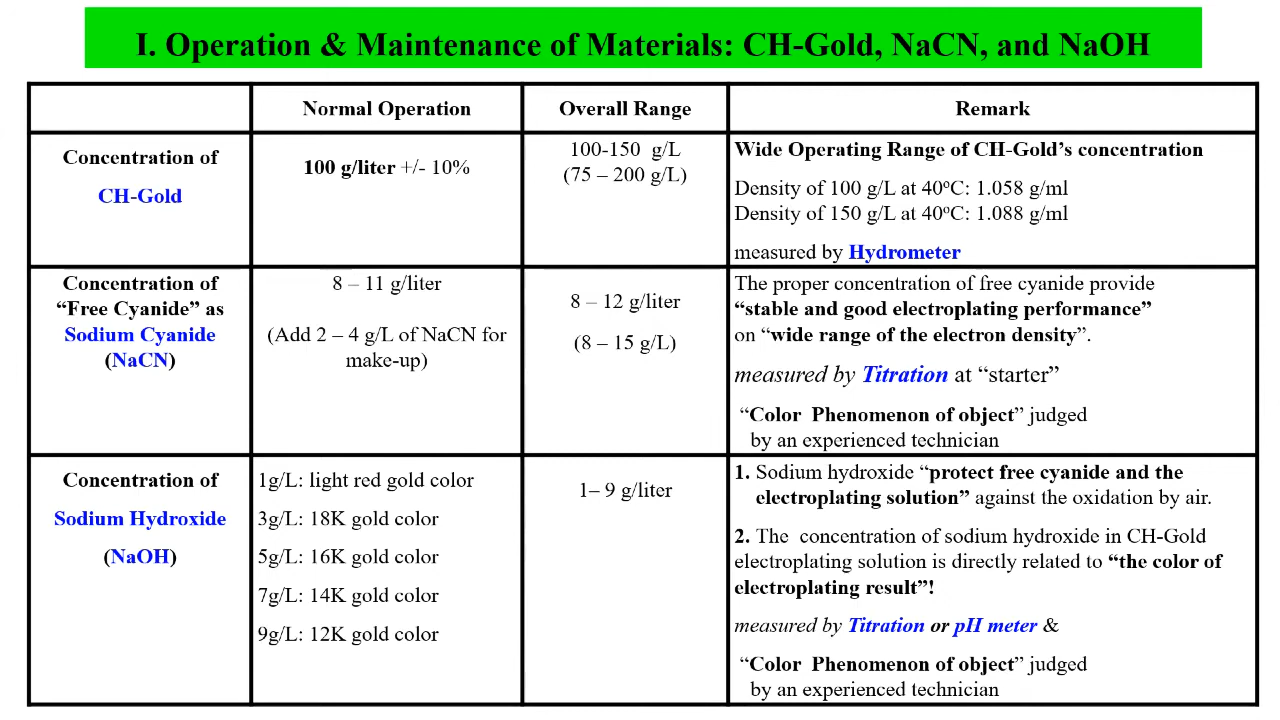 I. Operation & Maintenance of Materials: CH-Gold, NaCN, and NaOH
Normal Operation
Overall Range
Remark
Concentration of
CH-Gold
100 g/liter +/- 10%
100-150 g/L
(75 – 200 g/L)
Wide Operating Range of CH-Gold’s concentration
Density of 100 g/L at 40ºC: 1.058 g/ml
Density of 150 g/L at 40ºC: 1.088 g/ml
measured by Hydrometer
Concentration of
“Free Cyanide” as
Sodium Cyanide
(NaCN)
8 – 11 g/liter
(Add 2 – 4 g/L of NaCN for
make-up)
8 – 12 g/liter
(8 – 15 g/L)
The proper concentration of free cyanide provide
“stable and good electroplating performance”
on “wide range of the electron density”.
measured by Titration at “starter”
“Color Phenomenon of object” judged
by an experienced technician
Concentration of
Sodium Hydroxide
(NaOH)
1g/L: light red gold color
3g/L: 18K gold color
5g/L: 16K gold color
7g/L: 14K gold color
9g/L: 12K gold color
1– 9 g/liter
1. Sodium hydroxide “protect free cyanide and the
electroplating solution” against the oxidation by air.
2. The concentration of sodium hydroxide in CH-Gold
electroplating solution is directly related to “the color of
electroplating result”!
measured by Titration or pH meter &
“Color Phenomenon of object” judged
by an experienced technician